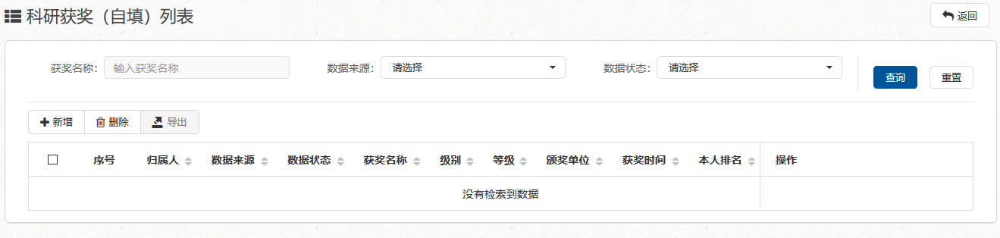 科研获奖（自填）列表
返回
获奖名称: 输入获奖名称 数据来源: 请选择 数据状态: 请选择 查询 重置
新增 删除 导出
序号 归属人 数据来源 数据状态 获奖名称 级别 等级 颁奖单位 获奖时间 本人排名 操作
没有检索到数据